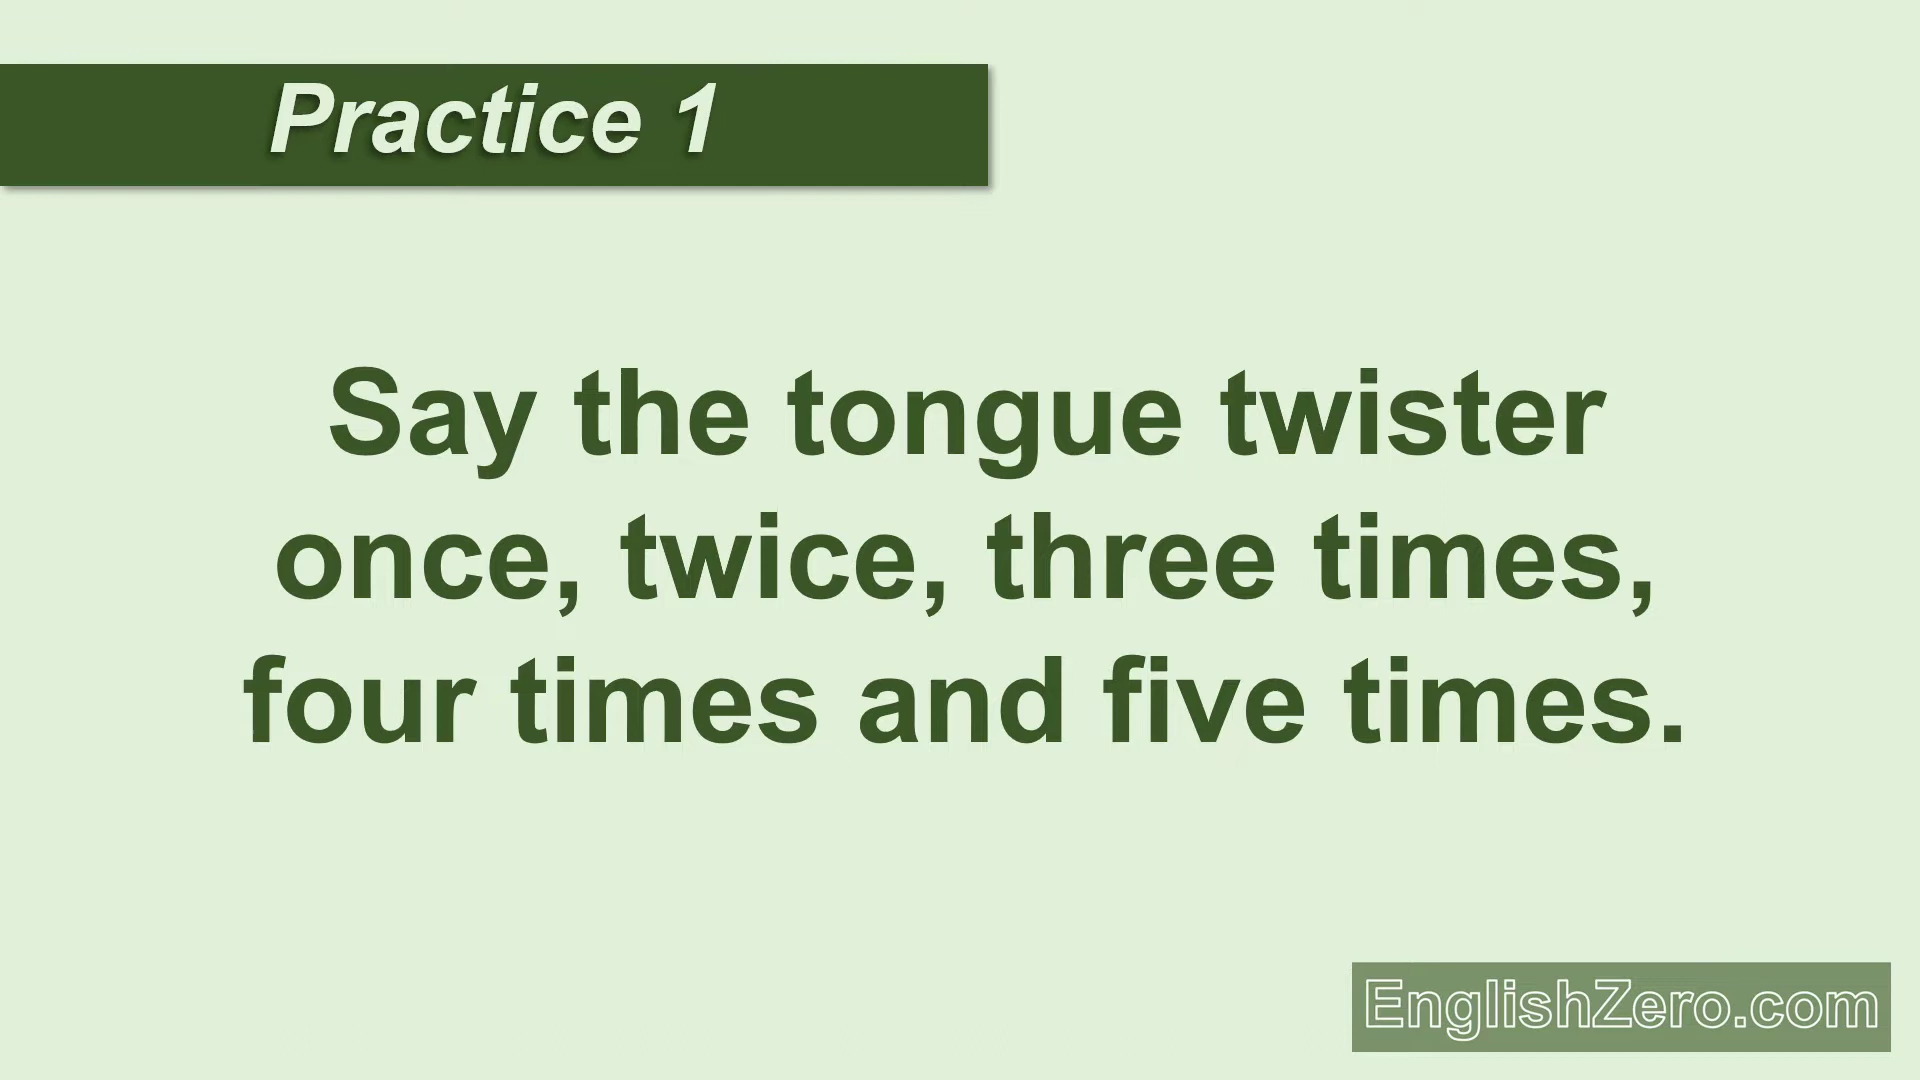 Practice 1
Say the tongue twister
once, twice, three times,
four times and five times.
EnglishZero.com